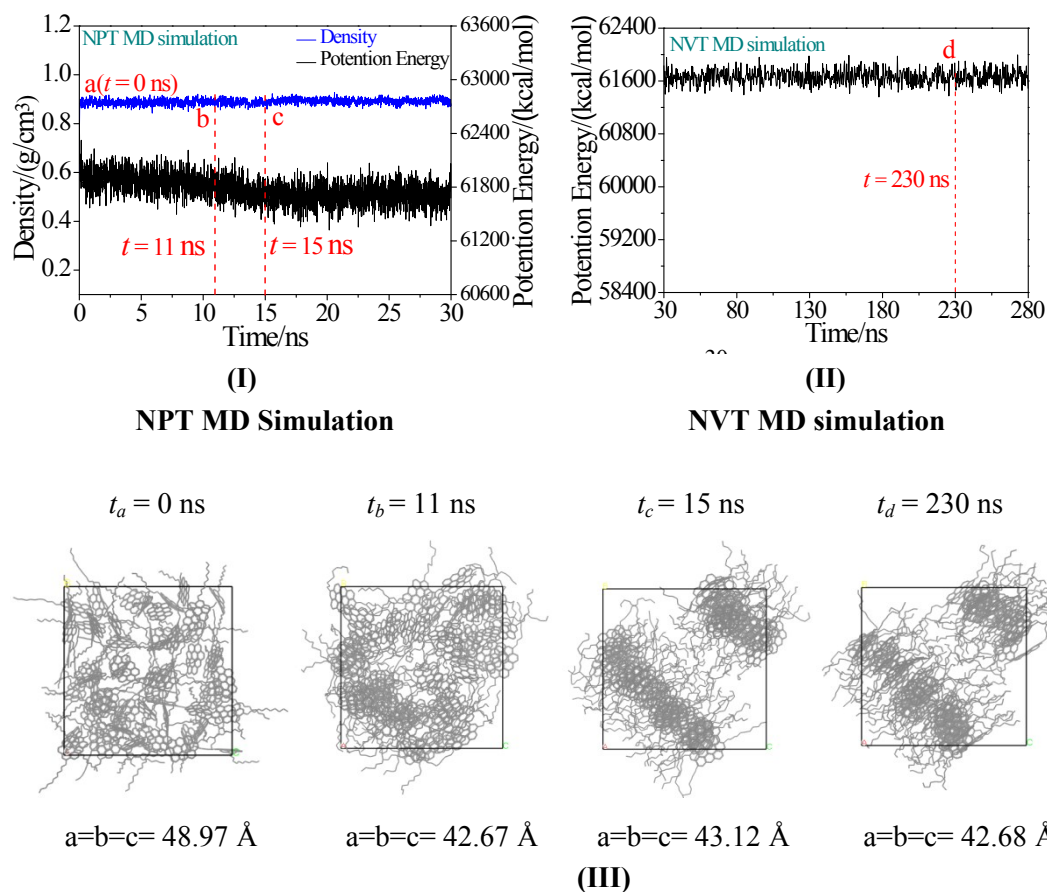 NPT MD simulation
Density
Potention Energy
a(t = 0 ns)
b
c
t = 11 ns
t = 15 ns
1.2
1.0
0.8
0.6
0.4
0.2
Density/(g/cm³)
63600
63000
62400
61800
61200
60600
Potention Energy/(kcal/mol)
0 5 10 15 20 25 30
Time/ns
(I)
NPT MD Simulation
NVT MD simulation
d
t = 230 ns
62400
61600
60800
60000
59200
58400
Potention Energy/(kcal/mol)
30 80 130 180 230 280
Time/ns
(II)
NVT MD simulation
tₐ = 0 ns
t_b = 11 ns
t_c = 15 ns
t_d = 230 ns
a=b=c= 48.97 Å
a=b=c= 42.67 Å
a=b=c= 43.12 Å
a=b=c= 42.68 Å
(III)